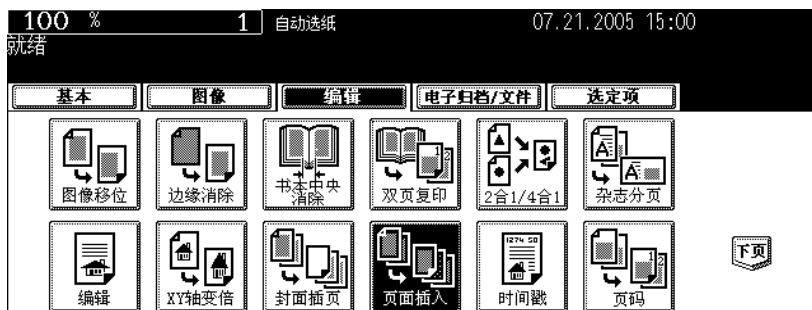 100 % 1 自动选纸 07.21.2005 15:00
就绪
基本 图像 编辑 电子归档/文件 选定项
图像移位 边缘消除 书本中央消除 双页复印 2合1/4合1 杂志分页
编辑 XY轴变倍 封面插页 页面插入 时间戳 页码
下页